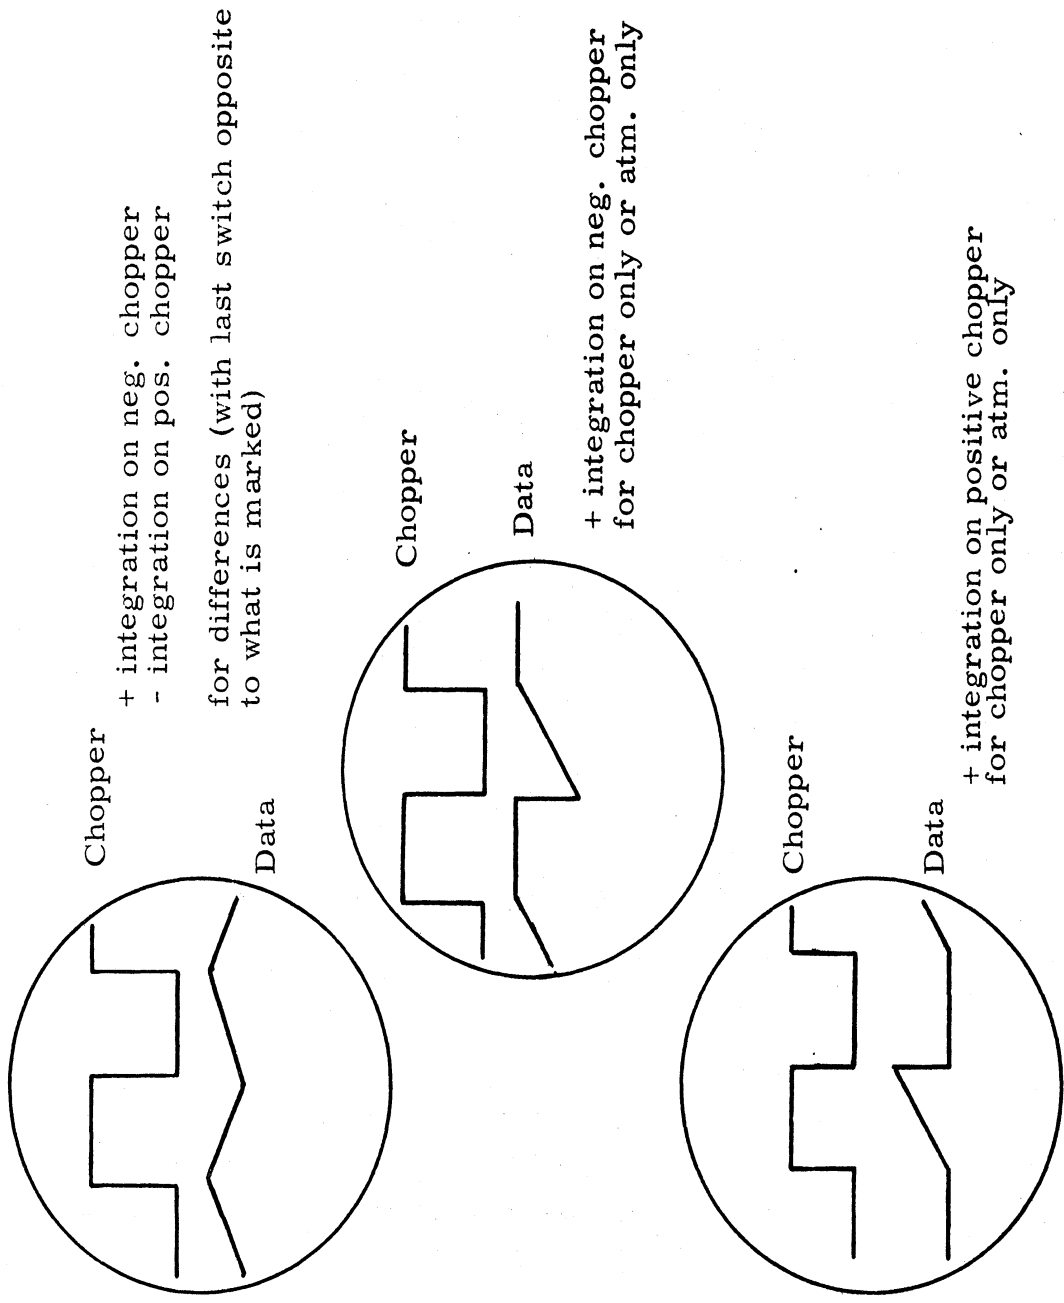 Chopper
+ integration on neg. chopper
- integration on pos. chopper
for differences (with last switch opposite
to what is marked)
Data
Chopper
Data
+ integration on neg. chopper
for chopper only or atm. only
Chopper
Data
+ integration on positive chopper
for chopper only or atm. only